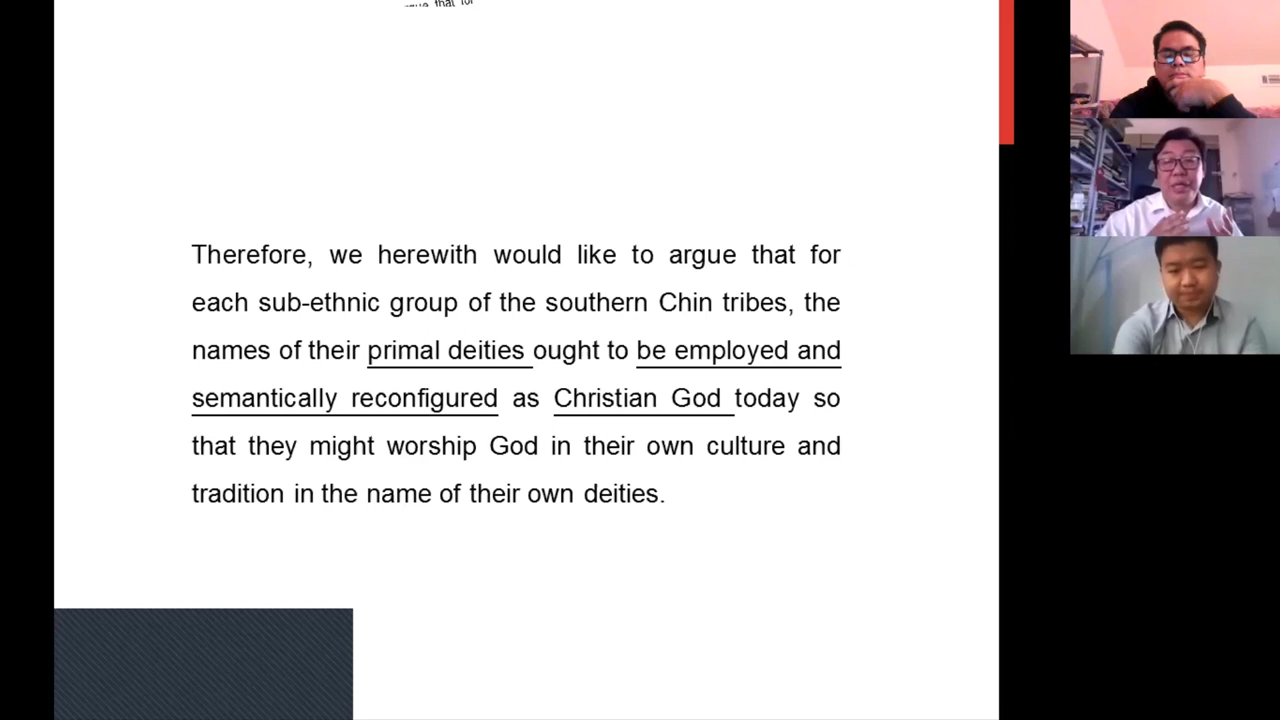 that for
Therefore, we herewith would like to argue that for
each sub-ethnic group of the southern Chin tribes, the
names of their primal deities ought to be employed and
semantically reconfigured as Christian God today so
that they might worship God in their own culture and
tradition in the name of their own deities.